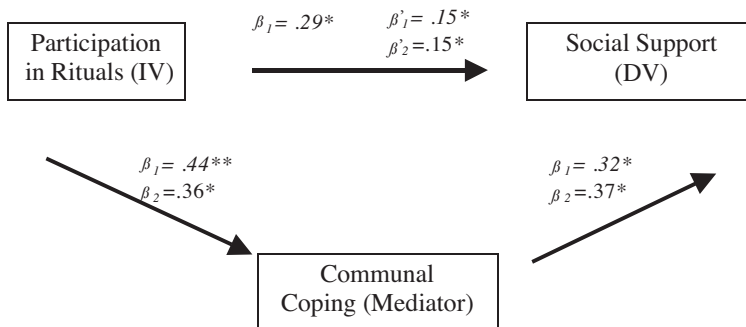 β₁= .29*
β'₁= .15*
β'₂=.15*
Participation
in Rituals (IV)
Social Support
(DV)
β₁= .44**
β₂=.36*
β₁= .32*
β₂=.37*
Communal
Coping (Mediator)